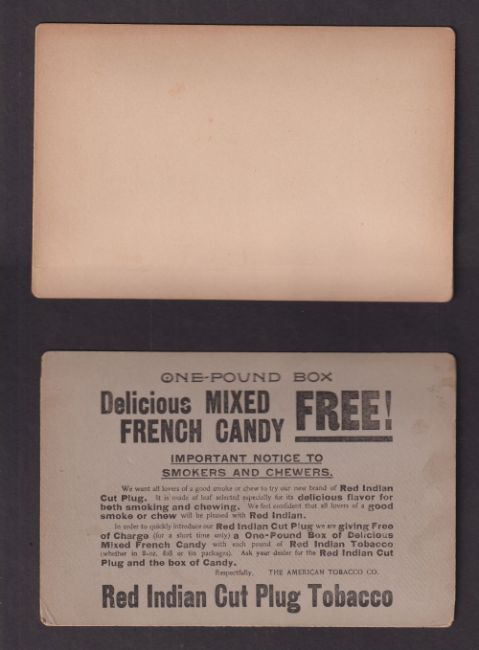 ONE-POUND BOX
Delicious MIXED FREE!
FRENCH CANDY
IMPORTANT NOTICE TO
SMOKERS AND CHEWERS.
We want all lovers of a good smoke or chew to try our new brand of Red Indian
Cut Plug. It is made of leaf selected especially for its delicious flavor for
both smoking and chewing. We feel confident that all lovers of a good
smoke or chew will be pleased with Red Indian.
In order to quickly introduce our Red Indian Cut Plug we are giving Free
of Charge (for a short time only) a One-Pound Box of Delicious
Mixed French Candy with each pound of Red Indian Tobacco
(whether in 2-oz. foil or tin packages). Ask your dealer for the Red Indian Cut
Plug and the box of Candy.
Respectfully, THE AMERICAN TOBACCO CO.
Red Indian Cut Plug Tobacco